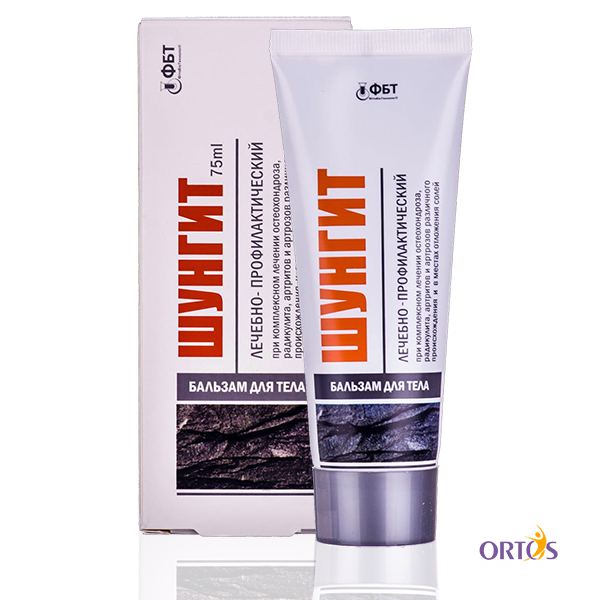 ФБТ
ШУНГИТ
75ml
ЛЕЧЕБНО-ПРОФИЛАКТИЧЕСКИЙ
при комплексном лечении остеохондроза,
радикулита, артритов и артрозов
происхождения
БАЛЬЗАМ ДЛЯ ТЕЛА
ФБТ
ШУНГИТ
ЛЕЧЕБНО-ПРОФИЛАКТИЧЕСКИЙ
при комплексном лечении остеохондроза,
радикулита, артритов и артрозов различного
происхождения и в местах отложения солей
БАЛЬЗАМ ДЛЯ ТЕЛА
ORTOS